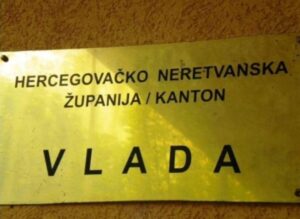 HERCEGOVAČKO NERETVANSKA
ŽUPANIJA / KANTON
VLADA